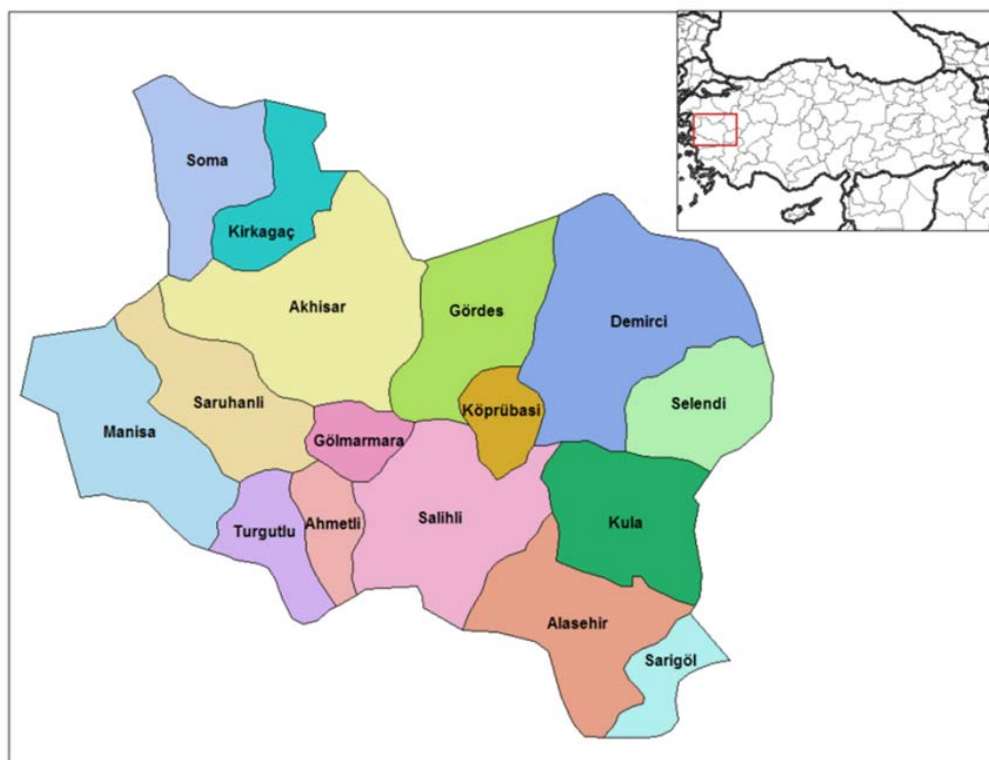 Soma
Kirkagaç
Akhisar
Gördes
Demirci
Saruhanli
Köprübasi
Selendi
Manisa
Gölmarmara
Turgutlu
Ahmetli
Salihli
Kula
Alasehir
Sarigöl